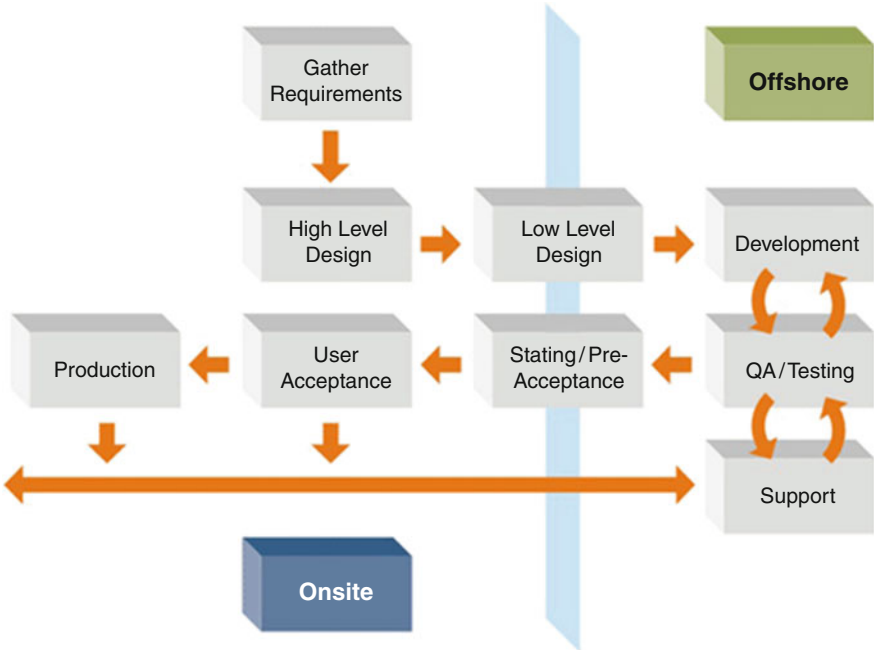 Gather
Requirements
Offshore
High Level
Design
Low Level
Design
Development
Production
User
Acceptance
Stating/Pre-
Acceptance
QA/Testing
Support
Onsite